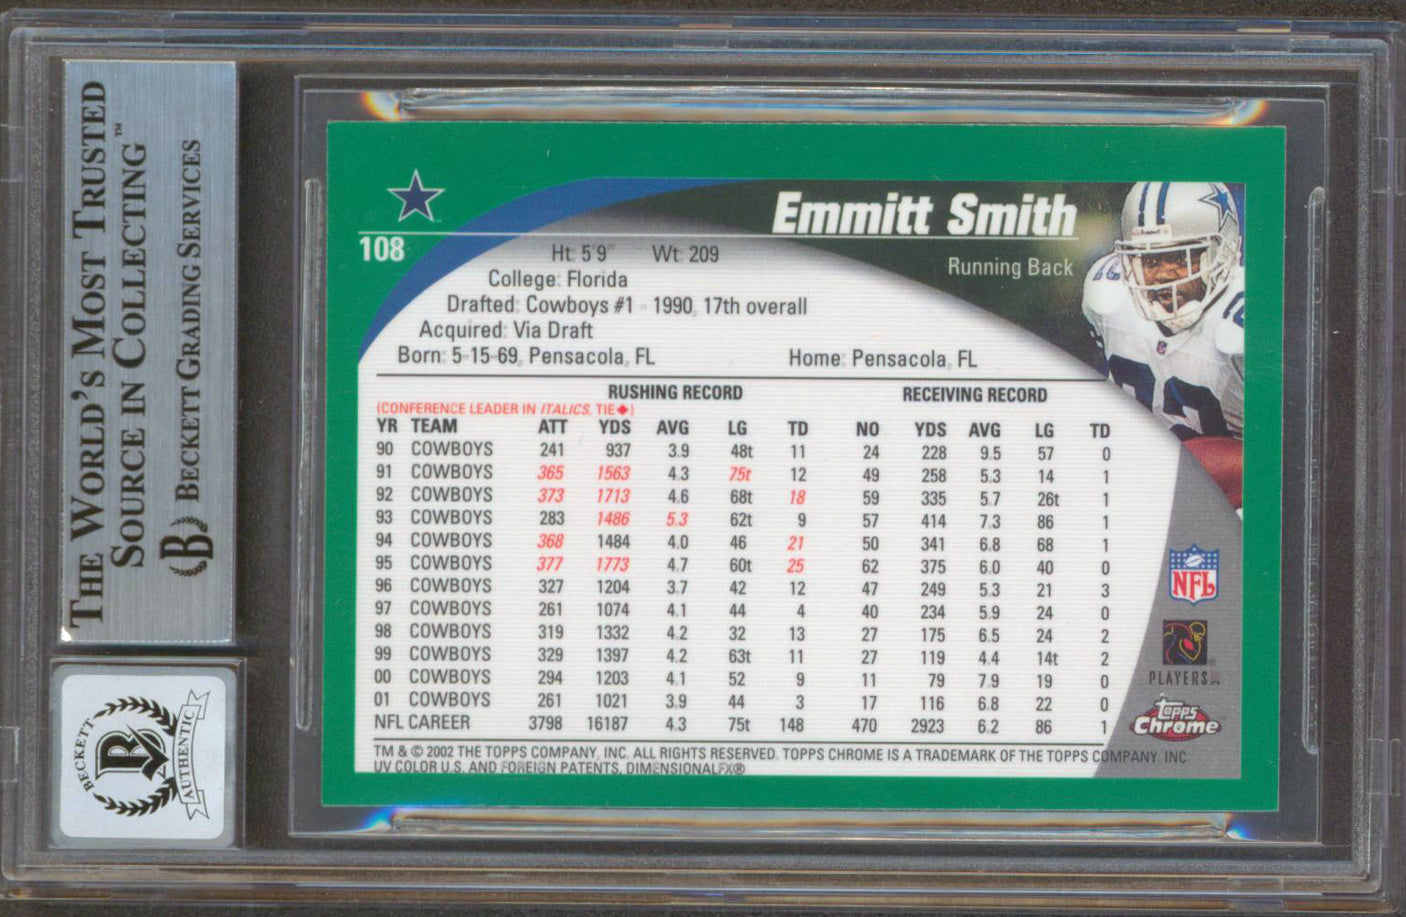 THE WORLD'S MOST TRUSTED
SOURCE IN COLLECTING™
BECKETT GRADING SERVICES
BECKETT
AUTHENTIC
108
Emmitt Smith
Running Back
Ht: 5'9" Wt: 209
College: Florida
Drafted: Cowboys #1 - 1990, 17th overall
Acquired: Via Draft
Born: 5-15-69, Pensacola, FL Home: Pensacola, FL
RUSHING RECORD RECEIVING RECORD
(CONFERENCE LEADER IN ITALICS, TIE◆)
YR TEAM ATT YDS AVG LG TD NO YDS AVG LG TD
90 COWBOYS 241 937 3.9 48t 11 24 228 9.5 57 0
91 COWBOYS 365 1563 4.3 75t 12 49 258 5.3 14 1
92 COWBOYS 373 1713 4.6 68t 18 59 335 5.7 26t 1
93 COWBOYS 283 1486 5.3 62t 9 57 414 7.3 86 1
94 COWBOYS 368 1484 4.0 46 21 50 341 6.8 68 1
95 COWBOYS 377 1773 4.7 60t 25 62 375 6.0 40 0
96 COWBOYS 327 1204 3.7 42 12 47 249 5.3 21 3
97 COWBOYS 261 1074 4.1 44 4 40 234 5.9 24 0
98 COWBOYS 319 1332 4.2 32 13 27 175 6.5 24 2
99 COWBOYS 329 1397 4.2 63t 11 27 119 4.4 14t 2
00 COWBOYS 294 1203 4.1 52 9 11 79 7.9 19 0
01 COWBOYS 261 1021 3.9 44 3 17 116 6.8 22 0
NFL CAREER 3798 16187 4.3 75t 148 470 2923 6.2 86 1
NFL
PLAYERS
Topps
Chrome
TM & © 2002 THE TOPPS COMPANY, INC. ALL RIGHTS RESERVED. TOPPS CHROME IS A TRADEMARK OF THE TOPPS COMPANY, INC
UV COLOR U.S. AND FOREIGN PATENTS, DIMENSIONALFX®